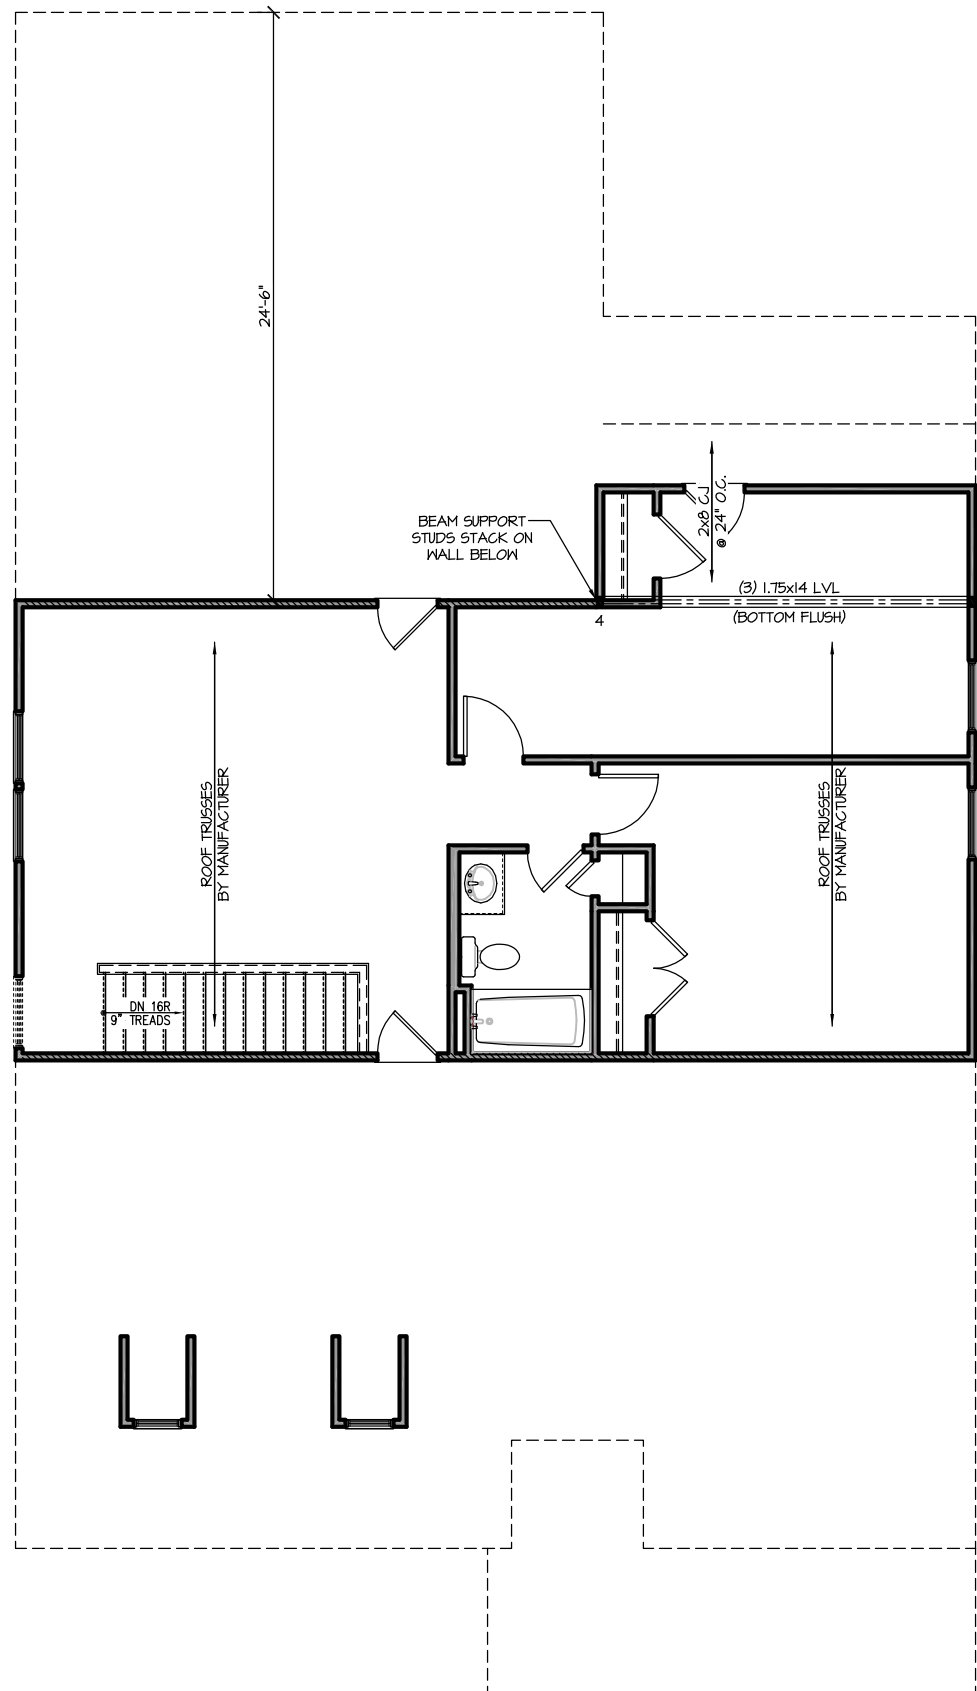 24'-6"
2x8 CJ
@ 24" O.C.
BEAM SUPPORT
STUDS STACK ON
WALL BELOW
(3) 1.75x14 LVL
(BOTTOM FLUSH)
4
ROOF TRUSSES
BY MANUFACTURER
ROOF TRUSSES
BY MANUFACTURER
DN 16R
9" TREADS